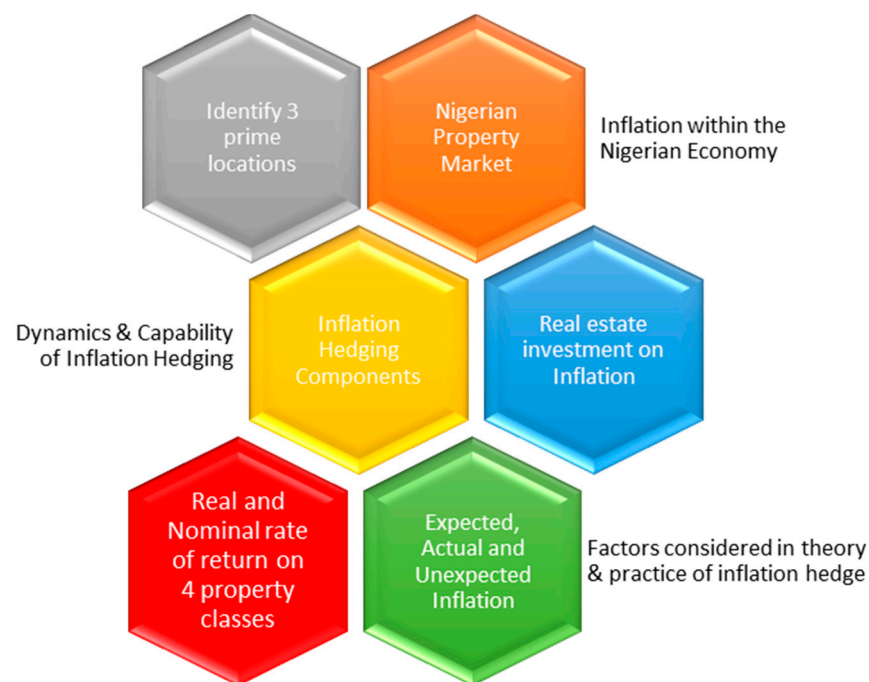 Identify 3
prime
locations
Nigerian
Property
Market
Inflation within the
Nigerian Economy
Dynamics & Capability
of Inflation Hedging
Inflation
Hedging
Components
Real estate
investment on
Inflation
Real and
Nominal rate
of return on
4 property
classes
Expected,
Actual and
Unexpected
Inflation
Factors considered in theory
& practice of inflation hedge